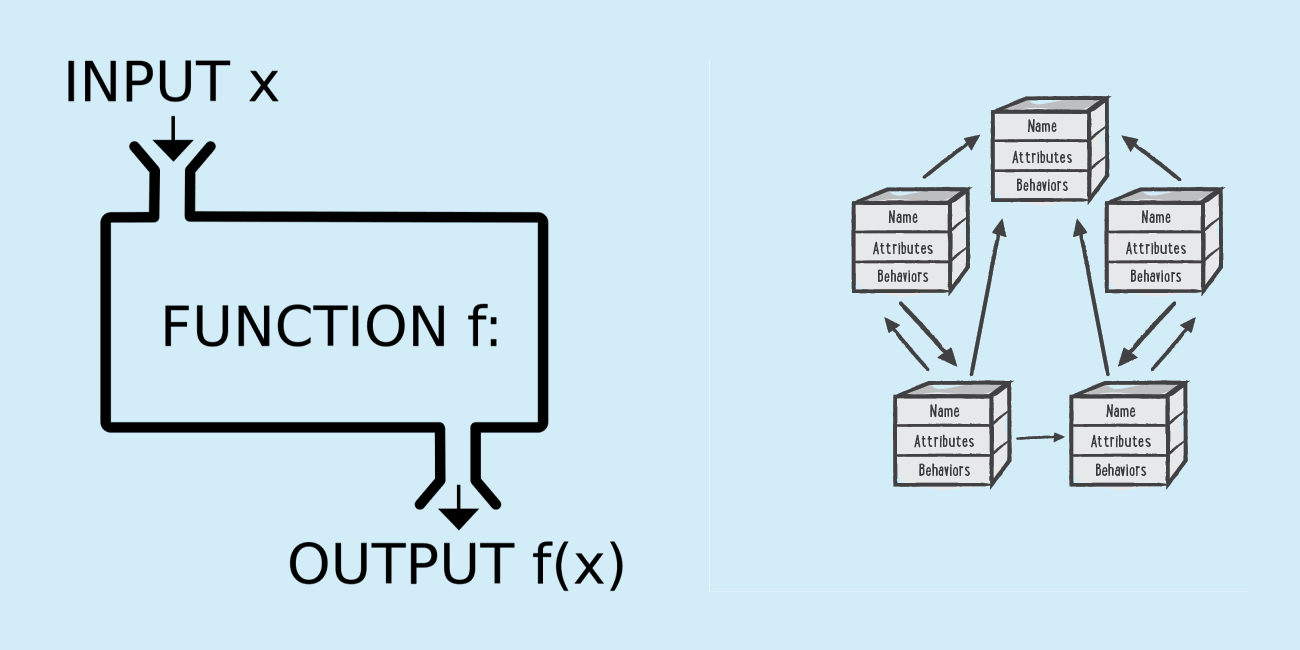 INPUT x
FUNCTION f:
OUTPUT f(x)
Name
Attributes
Behaviors
Name
Attributes
Behaviors
Name
Attributes
Behaviors
Name
Attributes
Behaviors
Name
Attributes
Behaviors